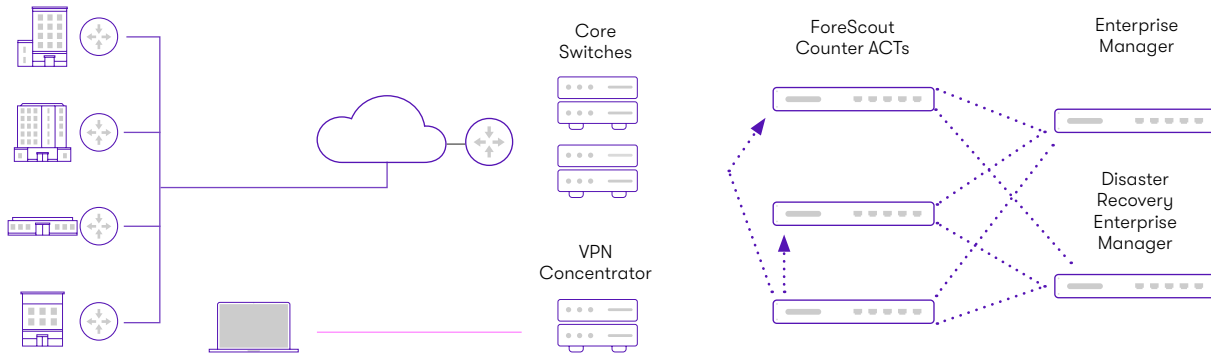 Core
Switches
ForeScout
Counter ACTs
Enterprise
Manager
Disaster
Recovery
Enterprise
Manager
VPN
Concentrator